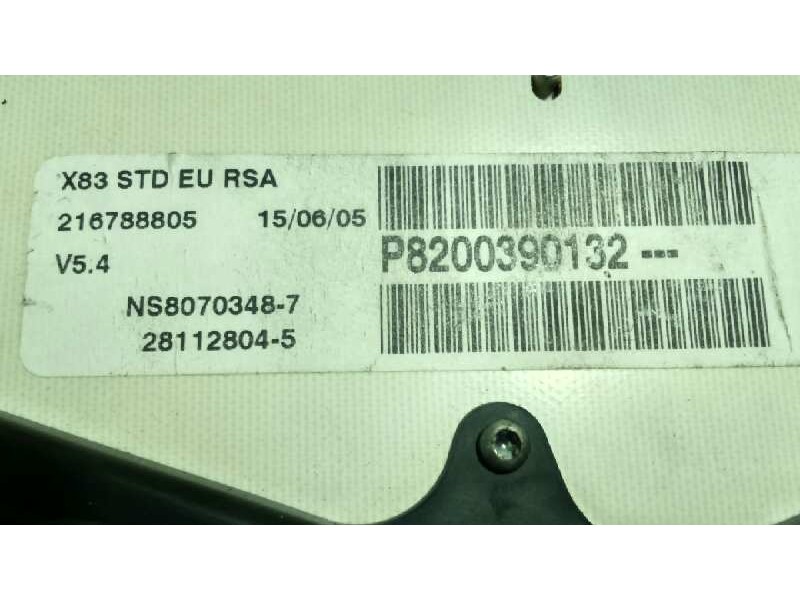 X83 STD EU RSA
216788805 15/06/05
V5.4
NS8070348-7
28112804-5
P8200390132---